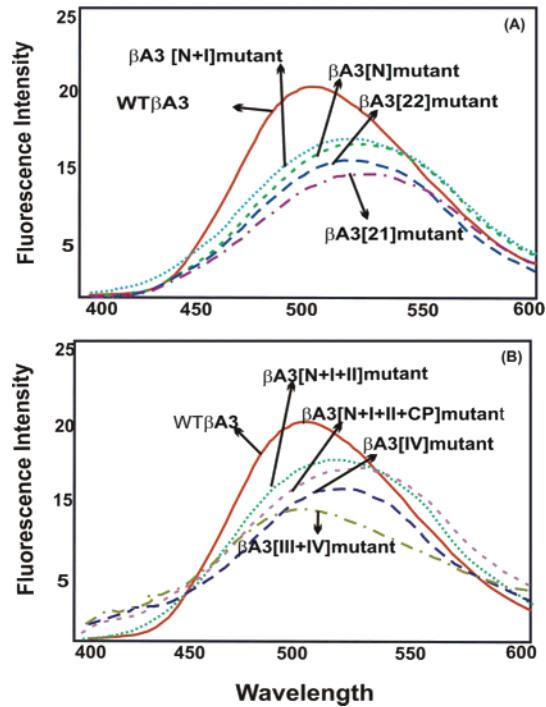 25
(A)
βA3 [N+I]mutant
βA3[N]mutant
20
WTβA3
βA3[22]mutant
Fluorescence Intensity
15
βA3[21]mutant
5
400 450 500 550 600
25
(B)
βA3[N+I+II]mutant
20
WTβA3
βA3[N+I+II+CP]mutant
βA3[IV]mutant
Fluorescence Intensity
15
βA3[III+IV]mutant
5
400 450 500 550 600
Wavelength